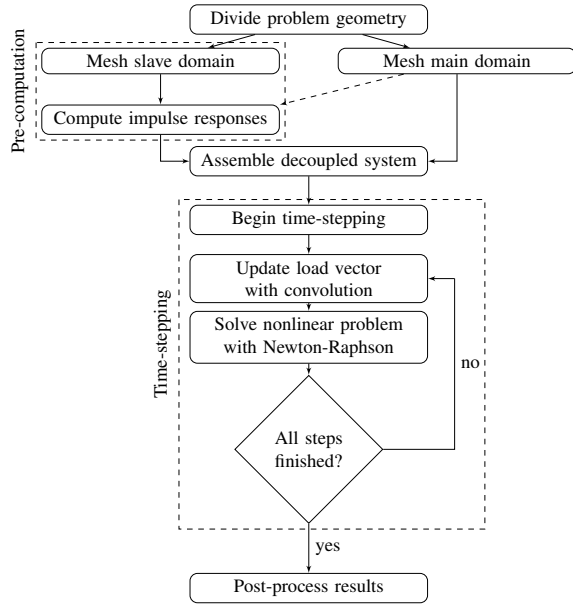 Divide problem geometry
Pre-computation
Mesh slave domain
Mesh main domain
Compute impulse responses
Assemble decoupled system
Time-stepping
Begin time-stepping
Update load vector
with convolution
Solve nonlinear problem
with Newton-Raphson
no
All steps
finished?
yes
Post-process results